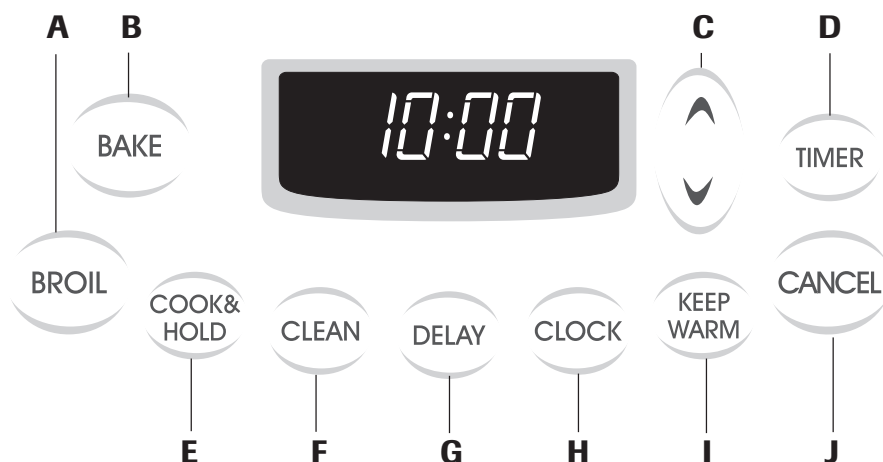 A B C D
10:00
BAKE
TIMER
BROIL
COOK&
HOLD
CLEAN
DELAY
CLOCK
KEEP
WARM
CANCEL
E F G H I J